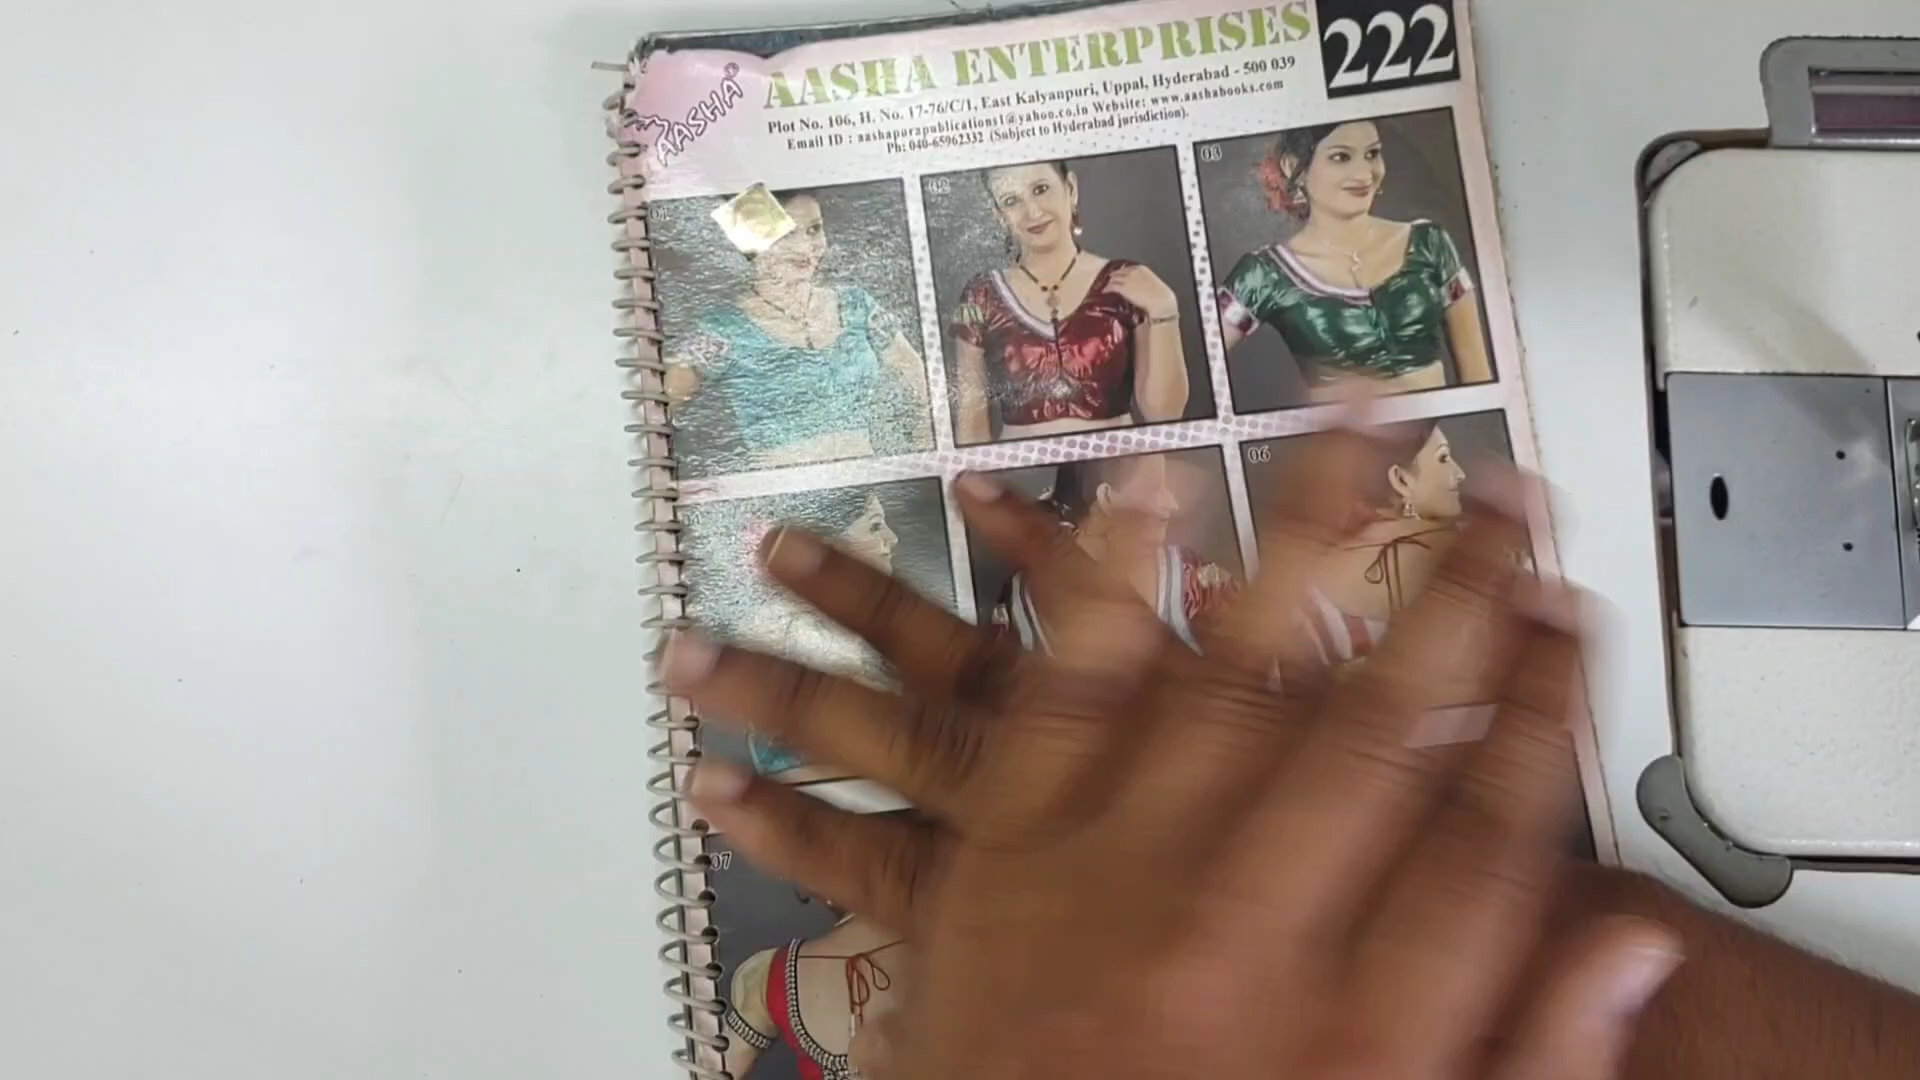 AASHA ENTERPRISES
222
AASHA®
Plot No. 106, H. No. 17-76/C/1, East Kalyanpuri, Uppal, Hyderabad - 500 039
Email ID : aashapurapublications1@yahoo.co.in Website: www.aashabooks.com
Ph: 040-65962332 (Subject to Hyderabad jurisdiction).
01
02
03
04
06
07